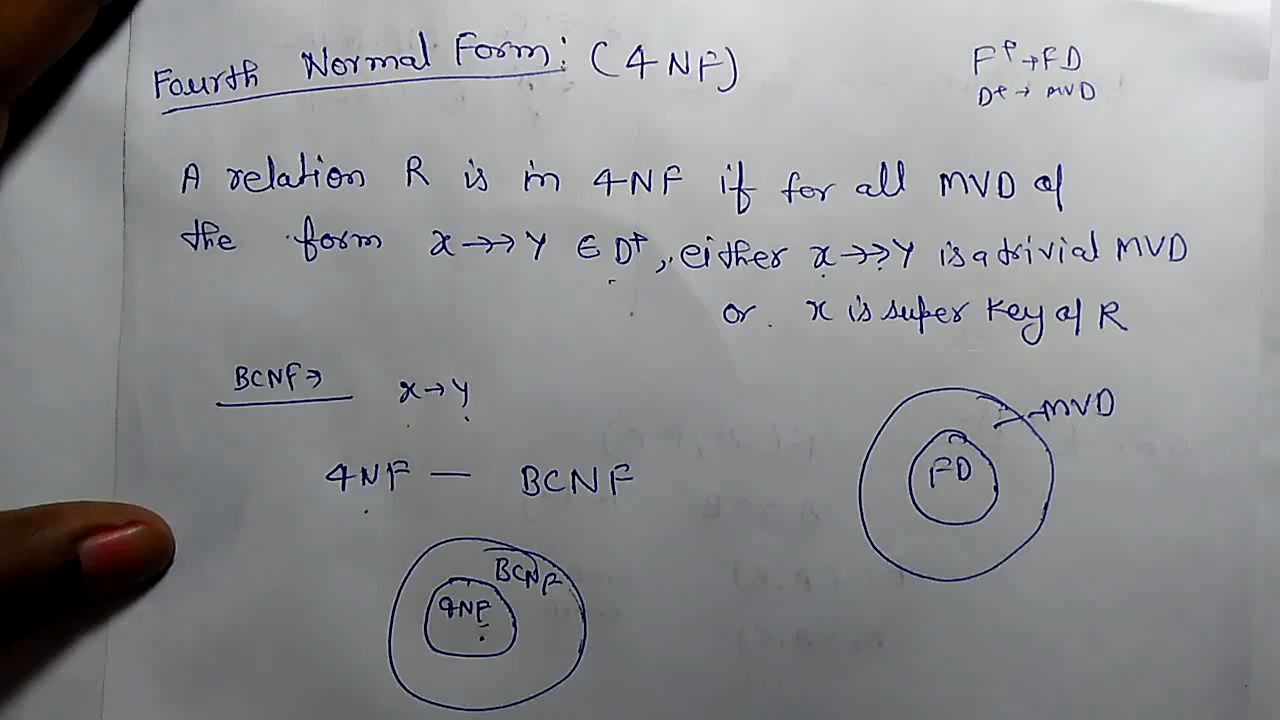 Fourth Normal Form: (4NF)
F+→FD
D+→ MVD
A relation R is in 4NF if for all MVD of
the form x→→Y ∈ D+, either x→→Y is a trivial MVD
or x is super key of R
BCNF→ x→Y
MVD
FD
4NF — BCNF
BCNF
4NF